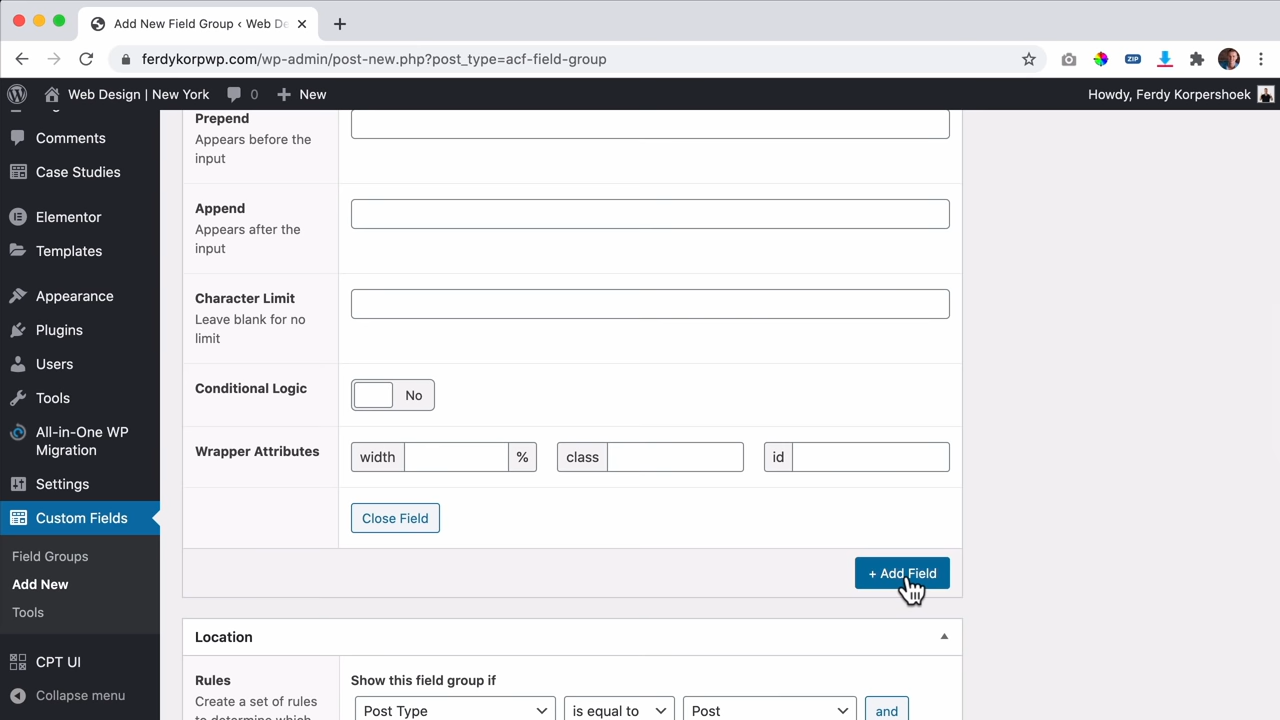 Add New Field Group ‹ Web De
ferdykorpwp.com/wp-admin/post-new.php?post_type=acf-field-group
ZIP
Web Design | New York
0
New
Howdy, Ferdy Korpershoek
Comments
Case Studies
Elementor
Templates
Appearance
Plugins
Users
Tools
All-in-One WP
Migration
Settings
Custom Fields
Field Groups
Add New
Tools
CPT UI
Collapse menu
Prepend
Appears before the
input
Append
Appears after the
input
Character Limit
Leave blank for no
limit
Conditional Logic
No
Wrapper Attributes
width
%
class
id
Close Field
+ Add Field
Location
Rules
Create a set of rules
to determine which
Show this field group if
Post Type
is equal to
Post
and